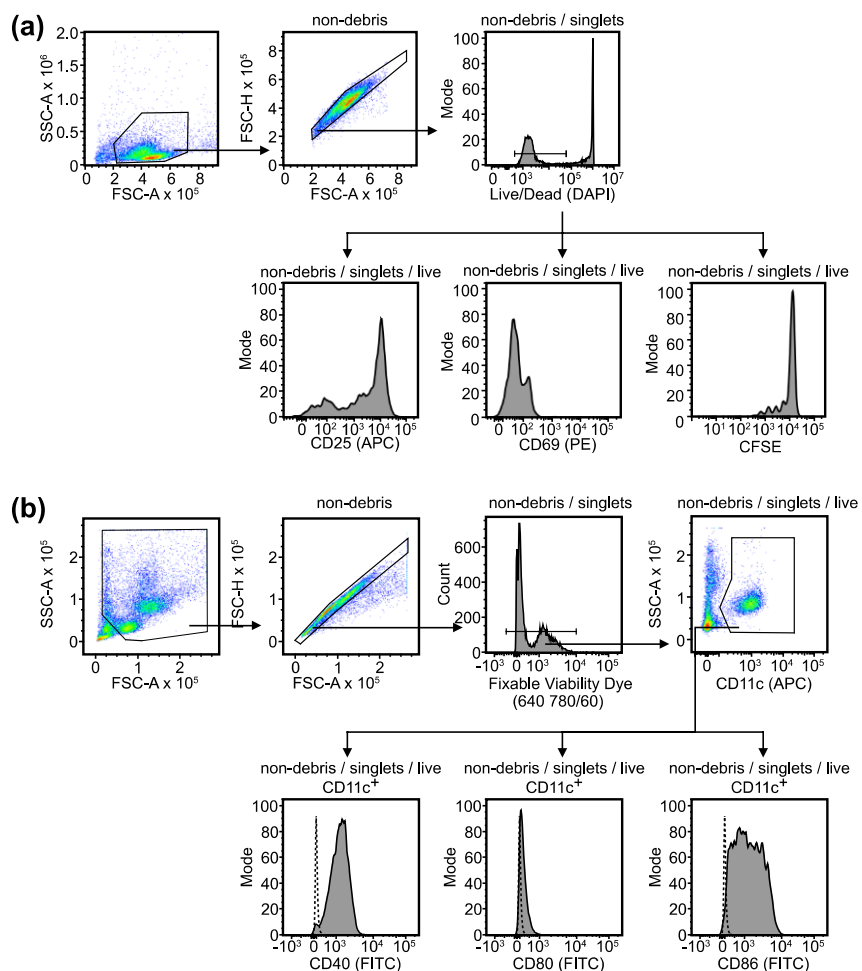 (a)
non-debris
non-debris / singlets
SSC-A x 10⁶
2.0
1.5
1.0
0.5
0
0 2 4 6 8
FSC-A x 10⁵
FSC-H x 10⁵
8
6
4
2
0
0 2 4 6 8
FSC-A x 10⁵
Mode
100
80
60
40
20
0
0 10³ 10⁵ 10⁶ 10⁷
Live/Dead (DAPI)
non-debris / singlets / live
non-debris / singlets / live
non-debris / singlets / live
Mode
100
80
60
40
20
0
0 10² 10³ 10⁴ 10⁵
CD25 (APC)
Mode
100
80
60
40
20
0
0 10² 10³ 10⁴ 10⁵
CD69 (PE)
Mode
100
80
60
40
20
0
0 10¹ 10² 10³ 10⁴ 10⁵
CFSE
(b)
non-debris
non-debris / singlets
non-debris / singlets / live
SSC-A x 10⁵
2
1
0
0 1 2
FSC-A x 10⁵
FSC-H x 10⁵
2
1
0
0 1 2
FSC-A x 10⁵
Count
600
400
200
0
-10³ 0 10³ 10⁴ 10⁵
Fixable Viability Dye
(640 780/60)
SSC-A x 10⁵
2
1
0
0 10³ 10⁴ 10⁵
CD11c (APC)
non-debris / singlets / live
CD11c⁺
non-debris / singlets / live
CD11c⁺
non-debris / singlets / live
CD11c⁺
Mode
100
80
60
40
20
0
-10³ 0 10³ 10⁴ 10⁵
CD40 (FITC)
Mode
100
80
60
40
20
0
-10³ 0 10³ 10⁴ 10⁵
CD80 (FITC)
Mode
100
80
60
40
20
0
-10³ 0 10³ 10⁴ 10⁵
CD86 (FITC)